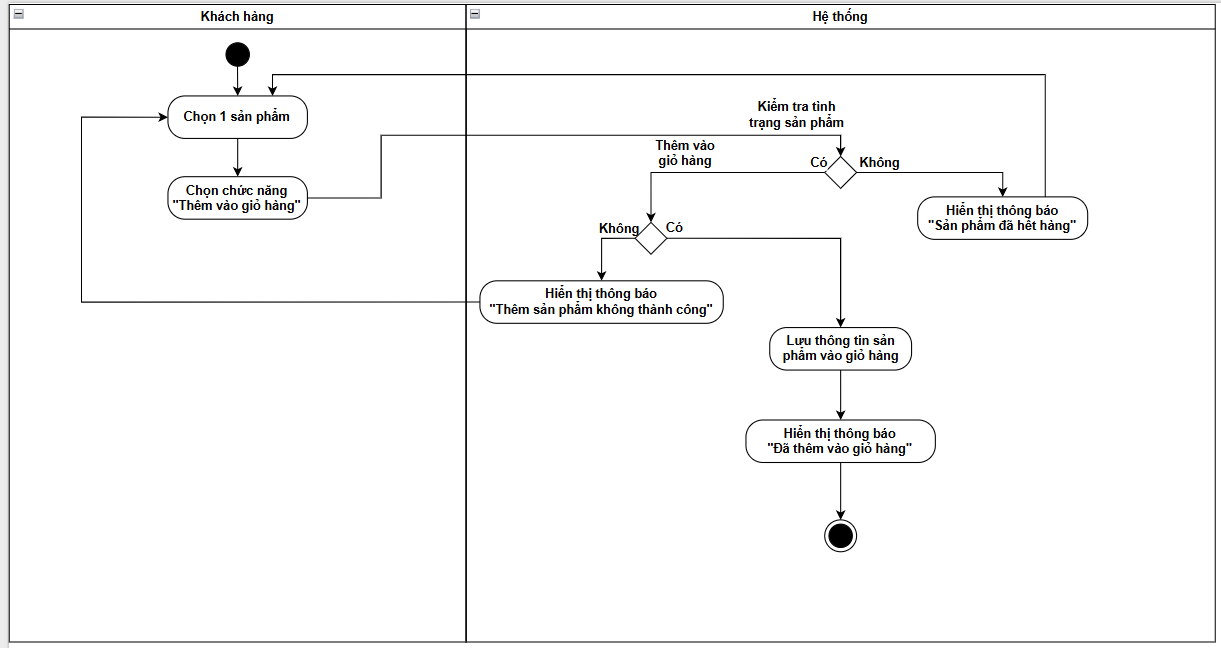 Khách hàng
Hệ thống
Chọn 1 sản phẩm
Chọn chức năng
"Thêm vào giỏ hàng"
Kiểm tra tình
trạng sản phẩm
Thêm vào
giỏ hàng
Có
Không
Hiển thị thông báo
"Sản phẩm đã hết hàng"
Không
Có
Hiển thị thông báo
"Thêm sản phẩm không thành công"
Lưu thông tin sản
phẩm vào giỏ hàng
Hiển thị thông báo
"Đã thêm vào giỏ hàng"